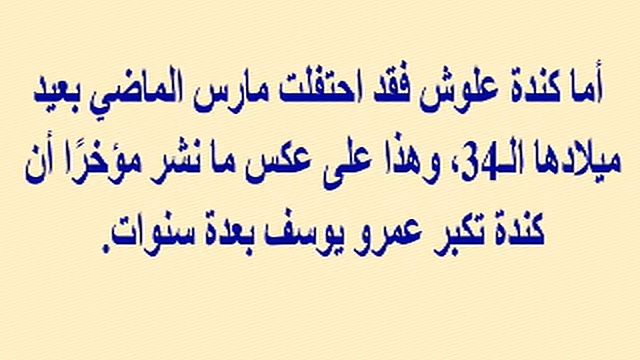 أما كندة علوش فقد احتفلت مارس الماضي بعيد
ميلادها الـ34، وهذا على عكس ما نشر مؤخرًا أن
كندة تكبر عمرو يوسف بعدة سنوات.